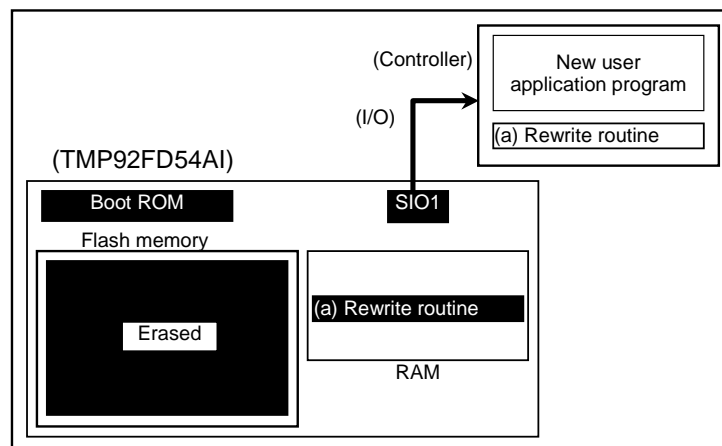 (Controller)
New user
application program
(I/O)
(a) Rewrite routine
(TMP92FD54AI)
Boot ROM
SIO1
Flash memory
(a) Rewrite routine
Erased
RAM